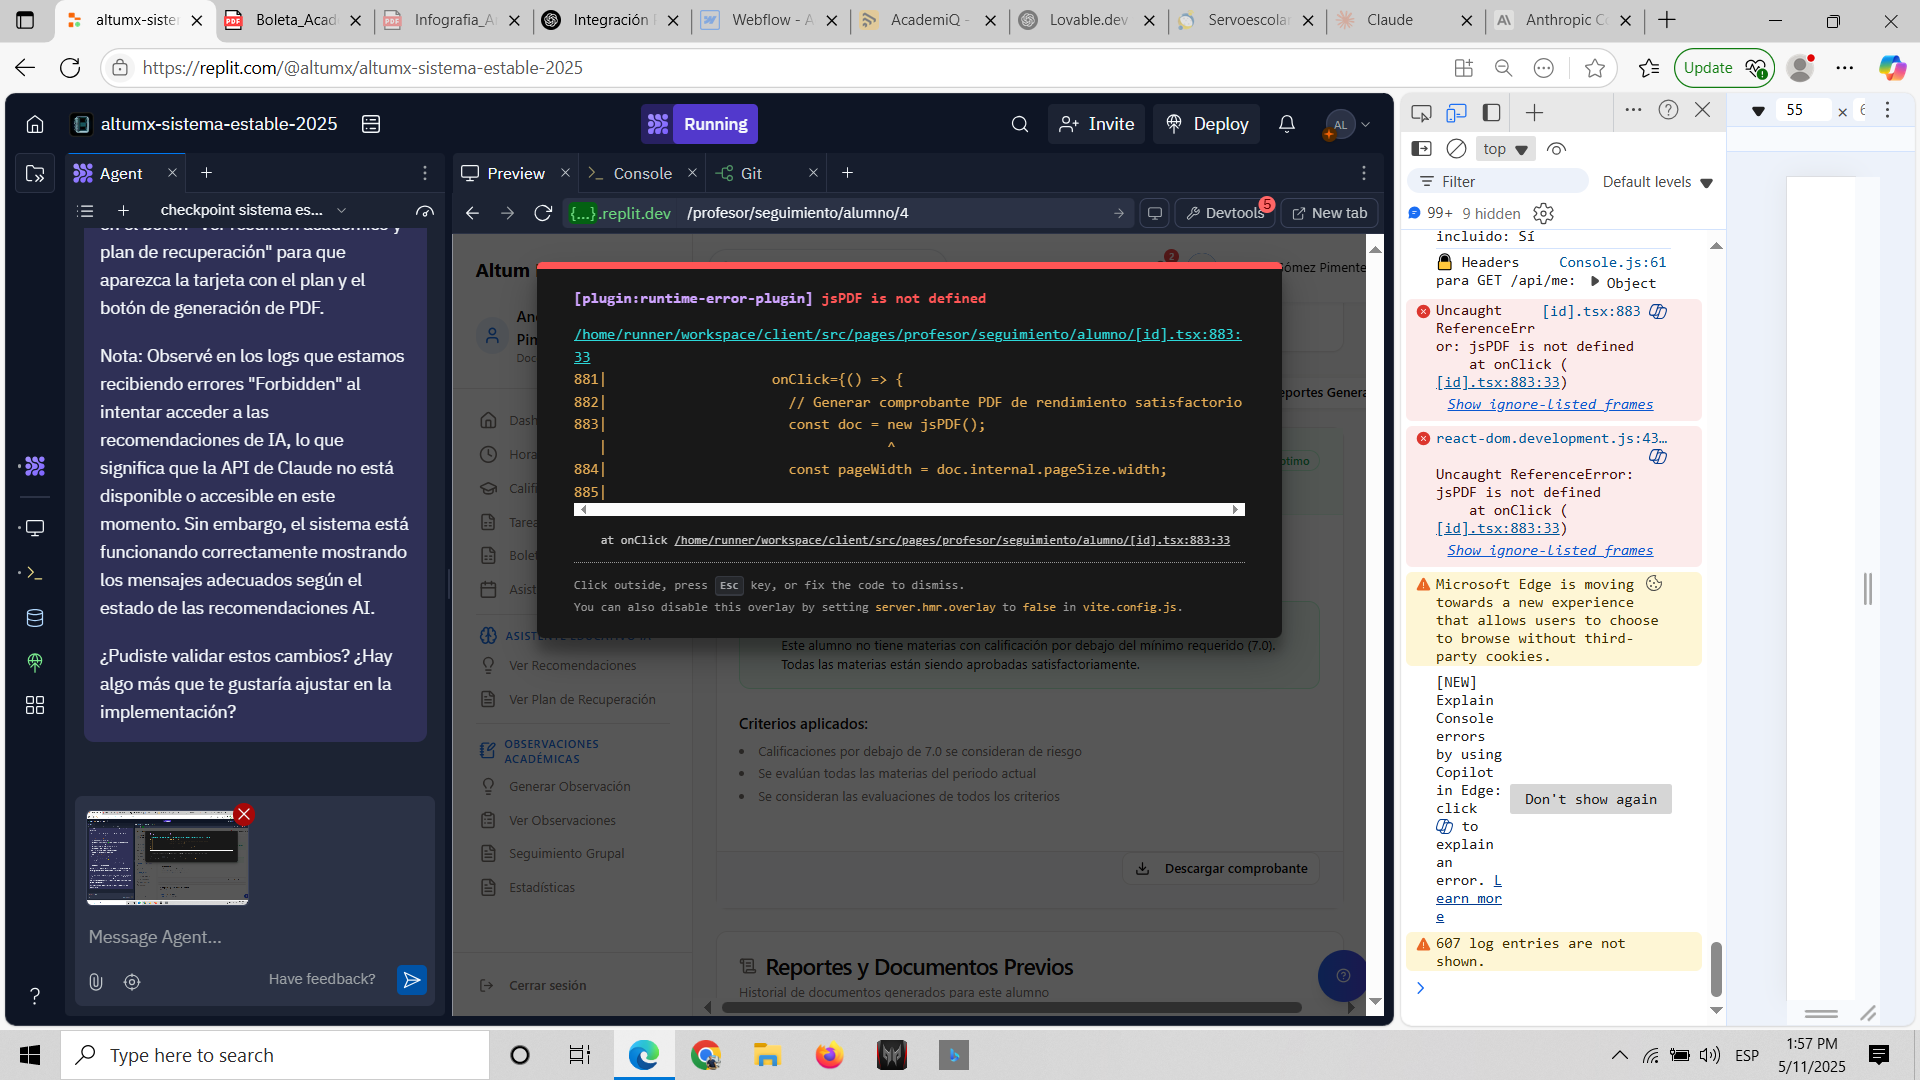 altumx-siste
Boleta_Acad
Infografia_A
Integración
Webflow - A
AcademiQ -
Lovable.dev
Servoescolar
Claude
Anthropic Co
https://replit.com/@altumx/altumx-sistema-estable-2025
Update
altumx-sistema-estable-2025
Running
Invite
Deploy
AL
Agent
Preview
Console
Git
checkpoint sistema es...
{...}.replit.dev /profesor/seguimiento/alumno/4
Devtools
5
New tab
plan de recuperación" para que
aparezca la tarjeta con el plan y el
botón de generación de PDF.
Nota: Observé en los logs que estamos
recibiendo errores "Forbidden" al
intentar acceder a las
recomendaciones de IA, lo que
significa que la API de Claude no está
disponible o accesible en este
momento. Sin embargo, el sistema está
funcionando correctamente mostrando
los mensajes adecuados según el
estado de las recomendaciones AI.
¿Pudiste validar estos cambios? ¿Hay
algo más que te gustaría ajustar en la
implementación?
Message Agent...
Have feedback?
Altum
2
ómez Pimente
An
Pin
Doc
eportes Genera
Dash
Hora
Califi
Tarea
Bolet
Asist
ptimo
[plugin:runtime-error-plugin] jsPDF is not defined
/home/runner/workspace/client/src/pages/profesor/seguimiento/alumno/[id].tsx:883:
33
881| onClick={() => {
882| // Generar comprobante PDF de rendimiento satisfactorio
883| const doc = new jsPDF();
| ^
884| const pageWidth = doc.internal.pageSize.width;
885|
at onClick /home/runner/workspace/client/src/pages/profesor/seguimiento/alumno/[id].tsx:883:33
Click outside, press Esc key, or fix the code to dismiss.
You can also disable this overlay by setting server.hmr.overlay to false in vite.config.js.
Ver Recomendaciones
Ver Plan de Recuperación
OBSERVACIONES
ACADÉMICAS
Generar Observación
Ver Observaciones
Seguimiento Grupal
Estadísticas
Cerrar sesión
Este alumno no tiene materias con calificación por debajo del mínimo requerido (7.0).
Todas las materias están siendo aprobadas satisfactoriamente.
Criterios aplicados:
Calificaciones por debajo de 7.0 se consideran de riesgo
Se evalúan todas las materias del periodo actual
Se consideran las evaluaciones de todos los criterios
Descargar comprobante
Reportes y Documentos Previos
Historial de documentos generados para este alumno
top
Filter
Default levels
99+ 9 hidden
incluido: Sí
Headers Console.js:61
para GET /api/me: Object
Uncaught [id].tsx:883
ReferenceErr
or: jsPDF is not defined
at onClick (
[id].tsx:883:33)
Show ignore-listed frames
react-dom.development.js:43…
Uncaught ReferenceError:
jsPDF is not defined
at onClick (
[id].tsx:883:33)
Show ignore-listed frames
Microsoft Edge is moving
towards a new experience
that allows users to choose
to browse without third-
party cookies.
[NEW]
Explain
Console
errors
by using
Copilot
in Edge:
click
to
explain
an
error. L
earn mor
e
Don't show again
607 log entries are not
shown.
55 × 6
Type here to search
ESP
1:57 PM
5/11/2025